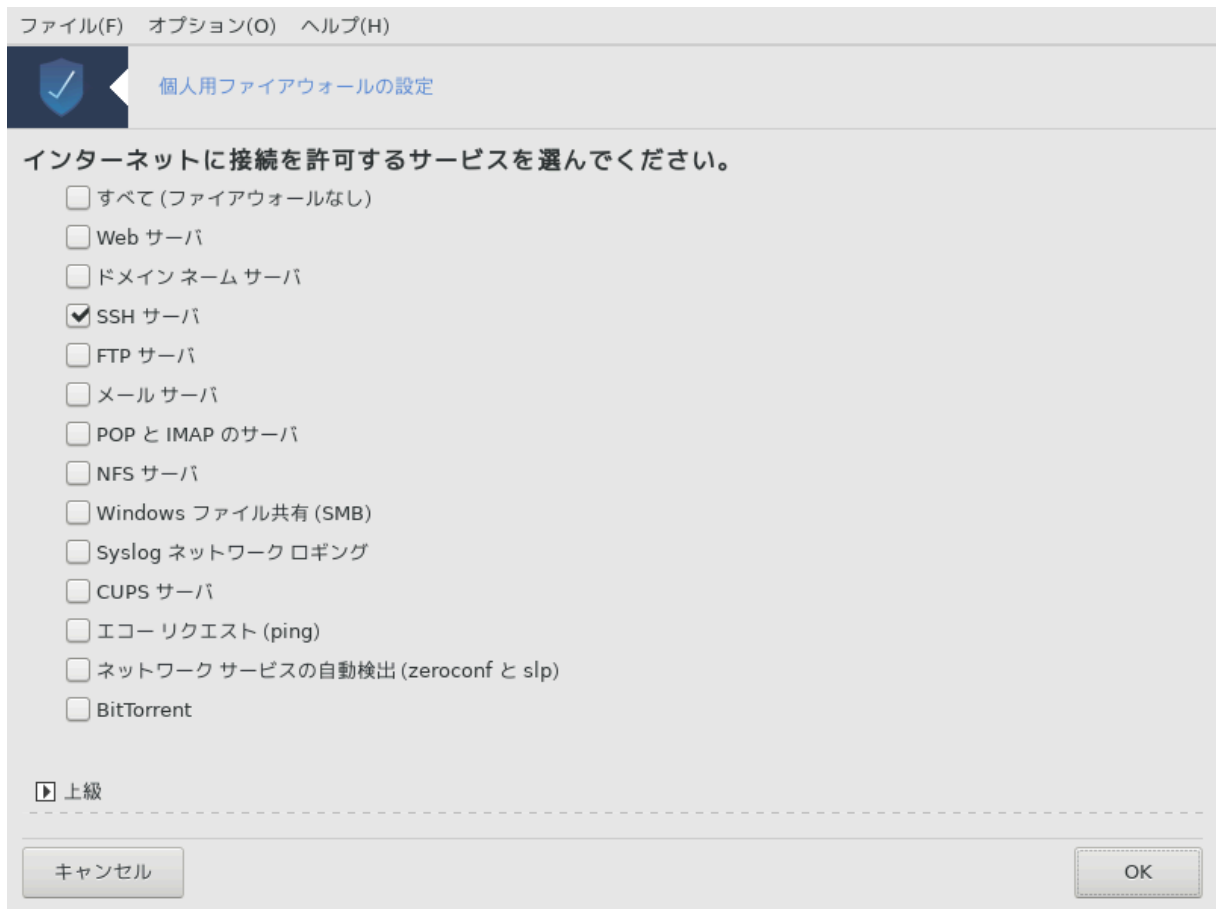 ファイル(F) オプション(O) ヘルプ(H)
個人用ファイアウォールの設定
インターネットに接続を許可するサービスを選んでください。
すべて (ファイアウォールなし)
Web サーバ
ドメイン ネーム サーバ
SSH サーバ
FTP サーバ
メール サーバ
POP と IMAP のサーバ
NFS サーバ
Windows ファイル共有 (SMB)
Syslog ネットワーク ロギング
CUPS サーバ
エコー リクエスト (ping)
ネットワーク サービスの自動検出 (zeroconf と slp)
BitTorrent
上級
キャンセル OK